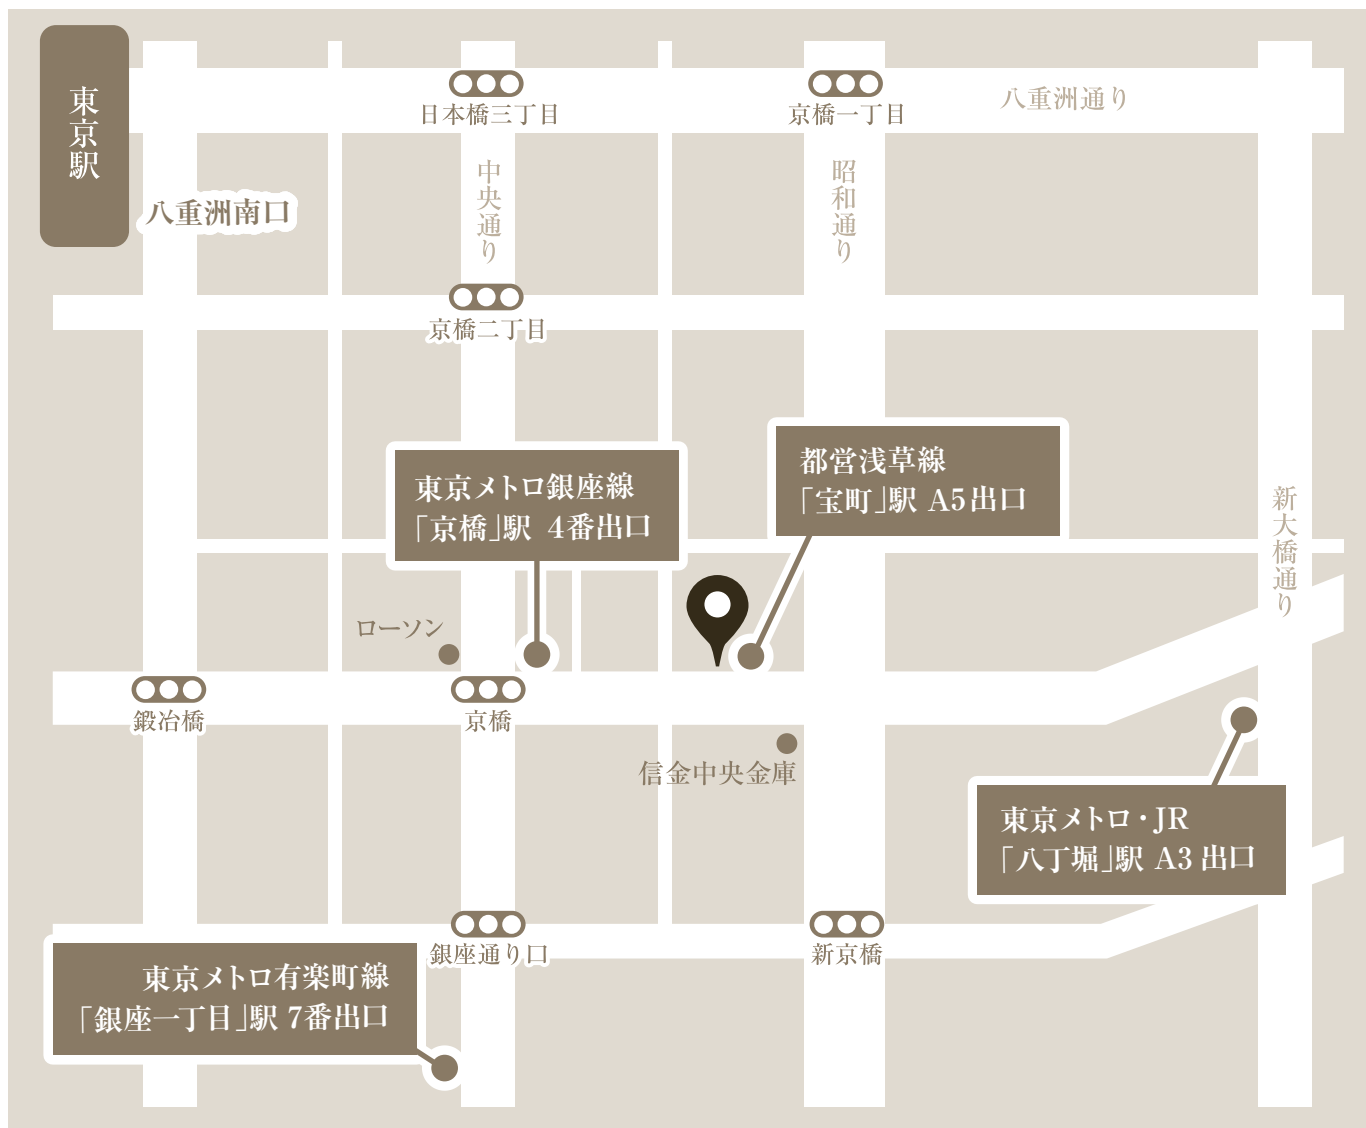 東京駅
日本橋三丁目
京橋一丁目
八重洲通り
中央通り
昭和通り
八重洲南口
京橋二丁目
都営浅草線
「宝町」駅 A5出口
東京メトロ銀座線
「京橋」駅 4番出口
新大橋通り
ローソン
鍛冶橋
京橋
信金中央金庫
東京メトロ・JR
「八丁堀」駅 A3 出口
銀座通り口
新京橋
東京メトロ有楽町線
「銀座一丁目」駅 7番出口